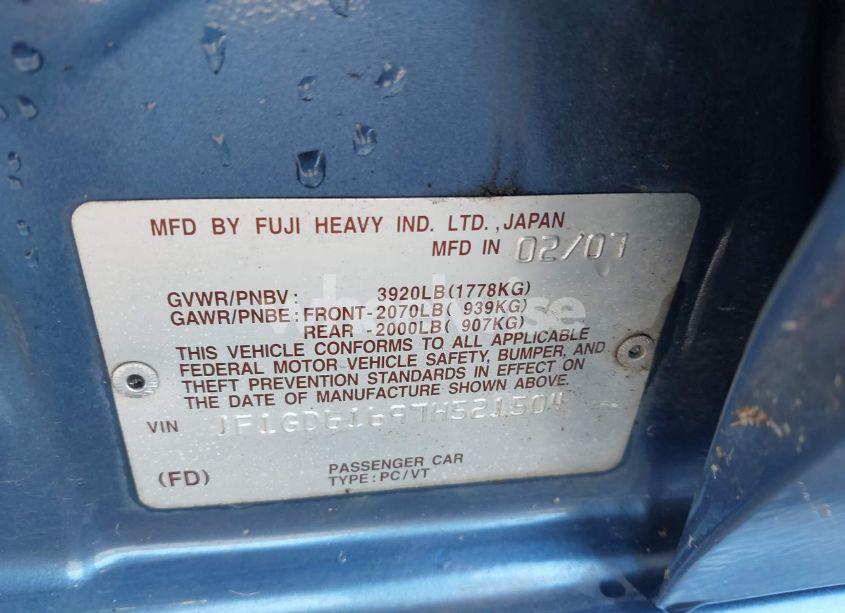 MFD BY FUJI HEAVY IND. LTD., JAPAN
MFD IN 02/07
GVWR/PNBV : 3920LB(1778KG)
GAWR/PNBE : FRONT-2070LB( 939KG)
REAR -2000LB( 907KG)
THIS VEHICLE CONFORMS TO ALL APPLICABLE
FEDERAL MOTOR VEHICLE SAFETY, BUMPER, AND
THEFT PREVENTION STANDARDS IN EFFECT ON
THE DATE OF MANUFACTURE SHOWN ABOVE.
VIN JF1GD61697H521504
(FD)
PASSENGER CAR
TYPE : PC/VT